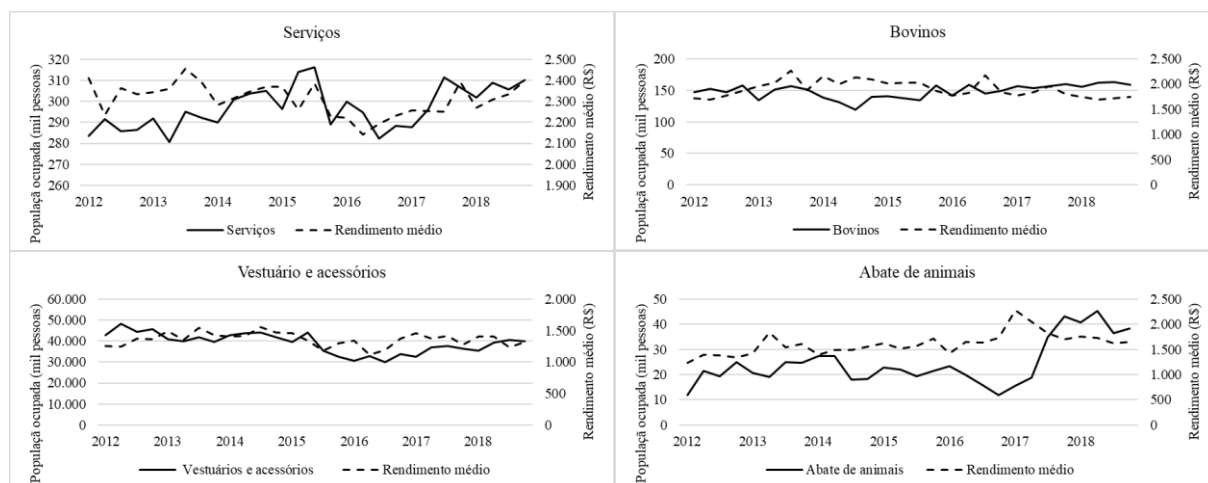 Serviços
População ocupada (mil pessoas)
320
310
300
290
280
270
260
2.500
2.400
2.300
2.200
2.100
2.000
1.900
Rendimento médio (R$)
2012 2013 2014 2015 2016 2017 2018
Serviços Rendimento médio
Bovinos
Populaçã ocupada (mil pessoas)
200
150
100
50
0
2.500
2.000
1.500
1.000
500
0
Rendimento médio (R$)
2012 2013 2014 2015 2016 2017 2018
Bovinos Rendimento médio
Vestuário e acessórios
Populaçã ocupada (mil pessoas)
60.000
50.000
40.000
30.000
20.000
10.000
0
2.000
1.500
1.000
500
0
Rendimento médio (R$)
2012 2013 2014 2015 2016 2017 2018
Vestuários e acessórios Rendimento médio
Abate de animais
Populaçã ocupada (mil pessoas)
50
40
30
20
10
0
2.500
2.000
1.500
1.000
500
0
Rendimento médio (R$)
2012 2013 2014 2015 2016 2017 2018
Abate de animais Rendimento médio